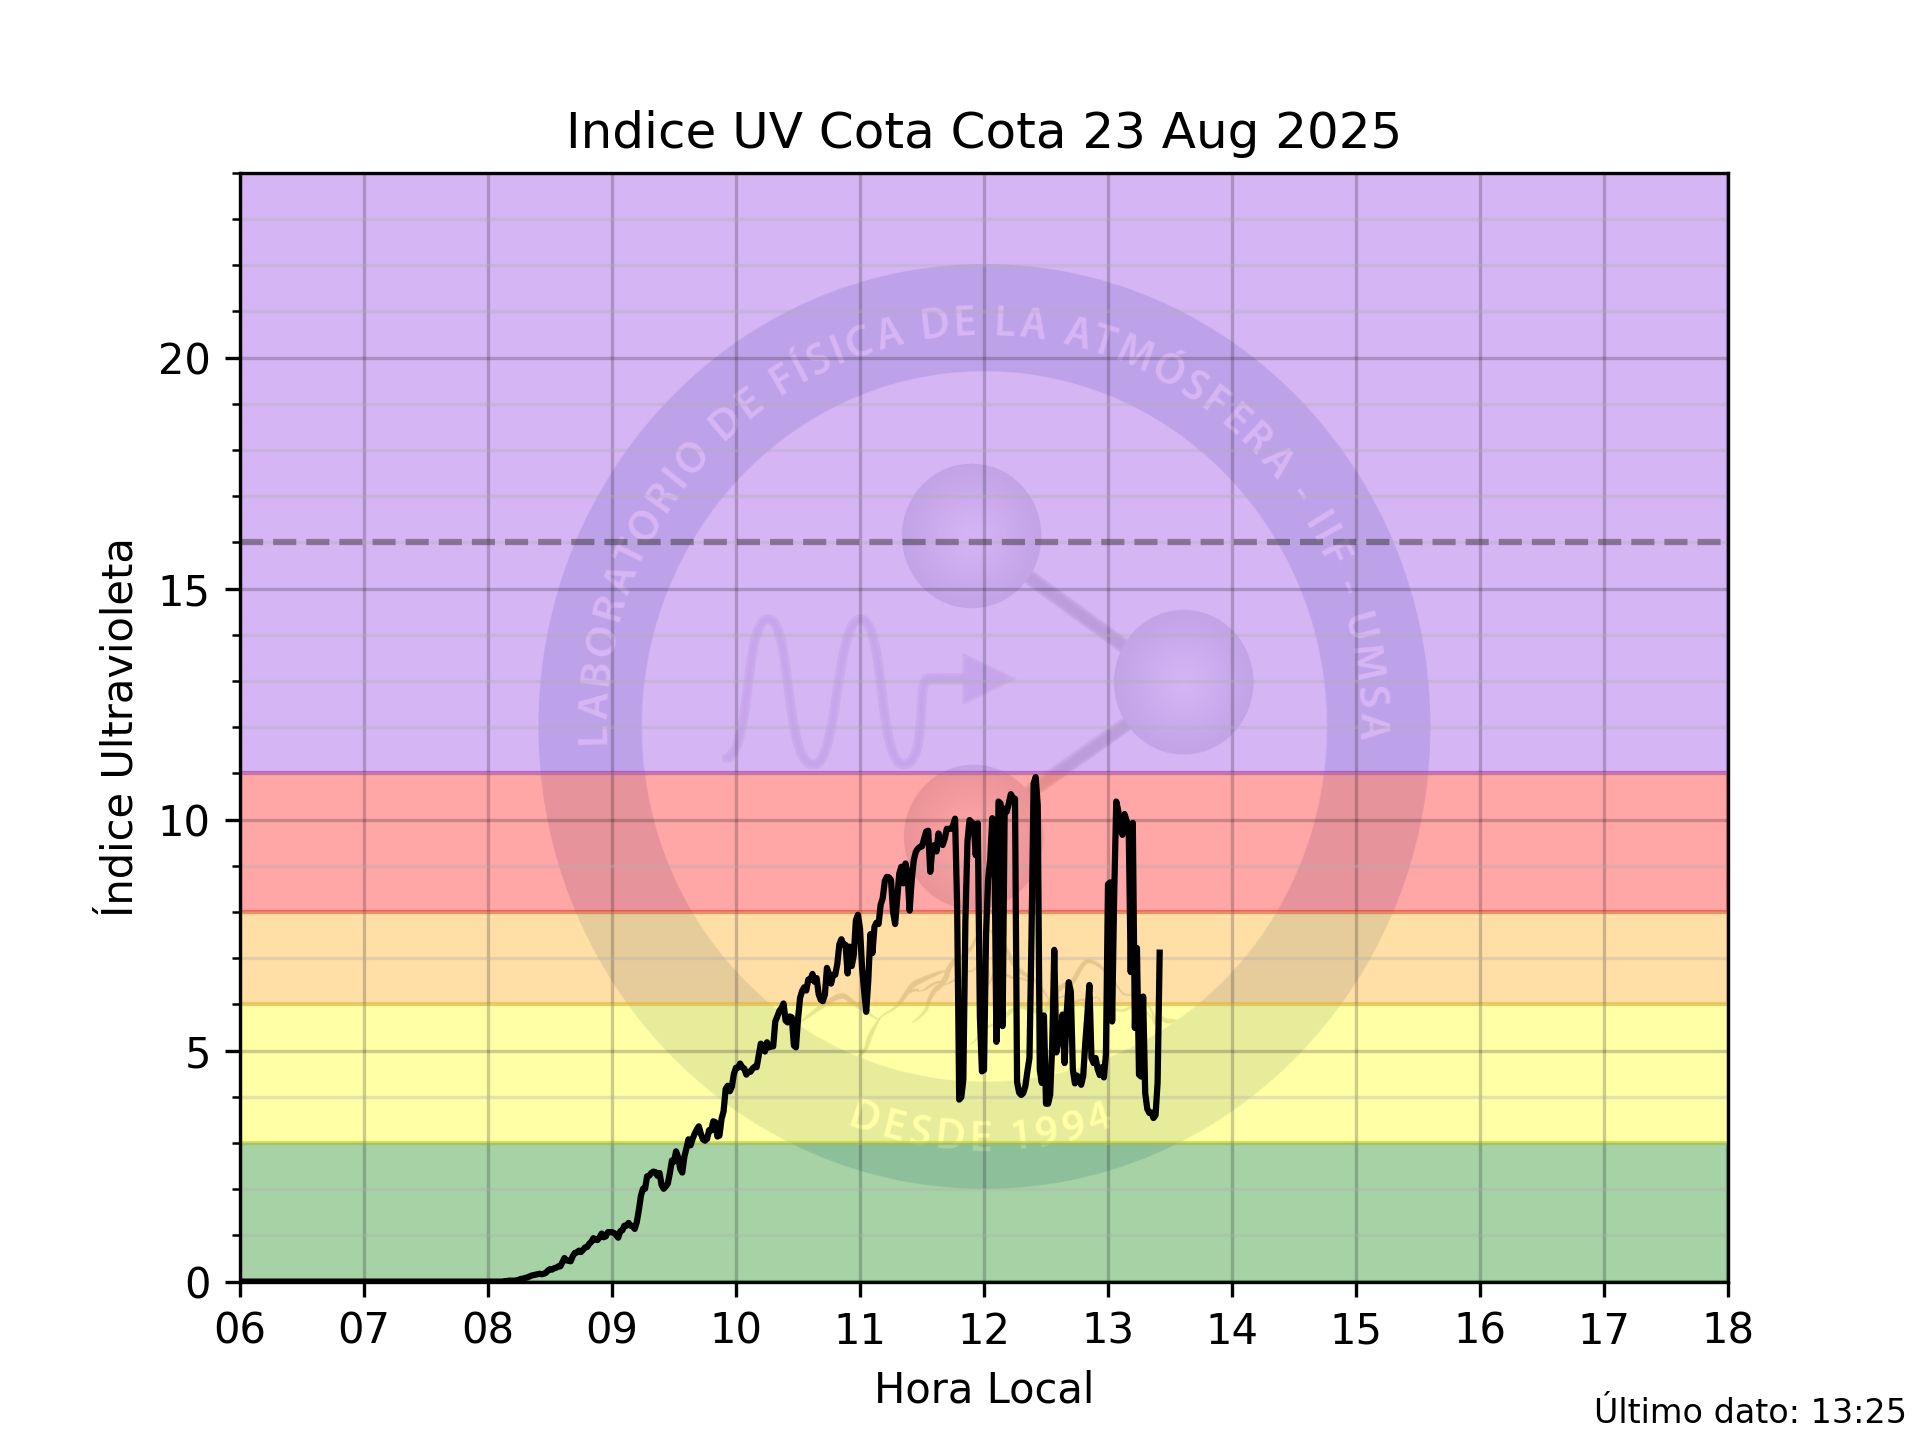 Indice UV Cota Cota 23 Aug 2025
LABORATORIO DE FÍSICA DE LA ATMÓSFERA - IIF - UMSA
DESDE 1994
Índice Ultravioleta
20
15
10
5
0
06 07 08 09 10 11 12 13 14 15 16 17 18
Hora Local
Último dato: 13:25